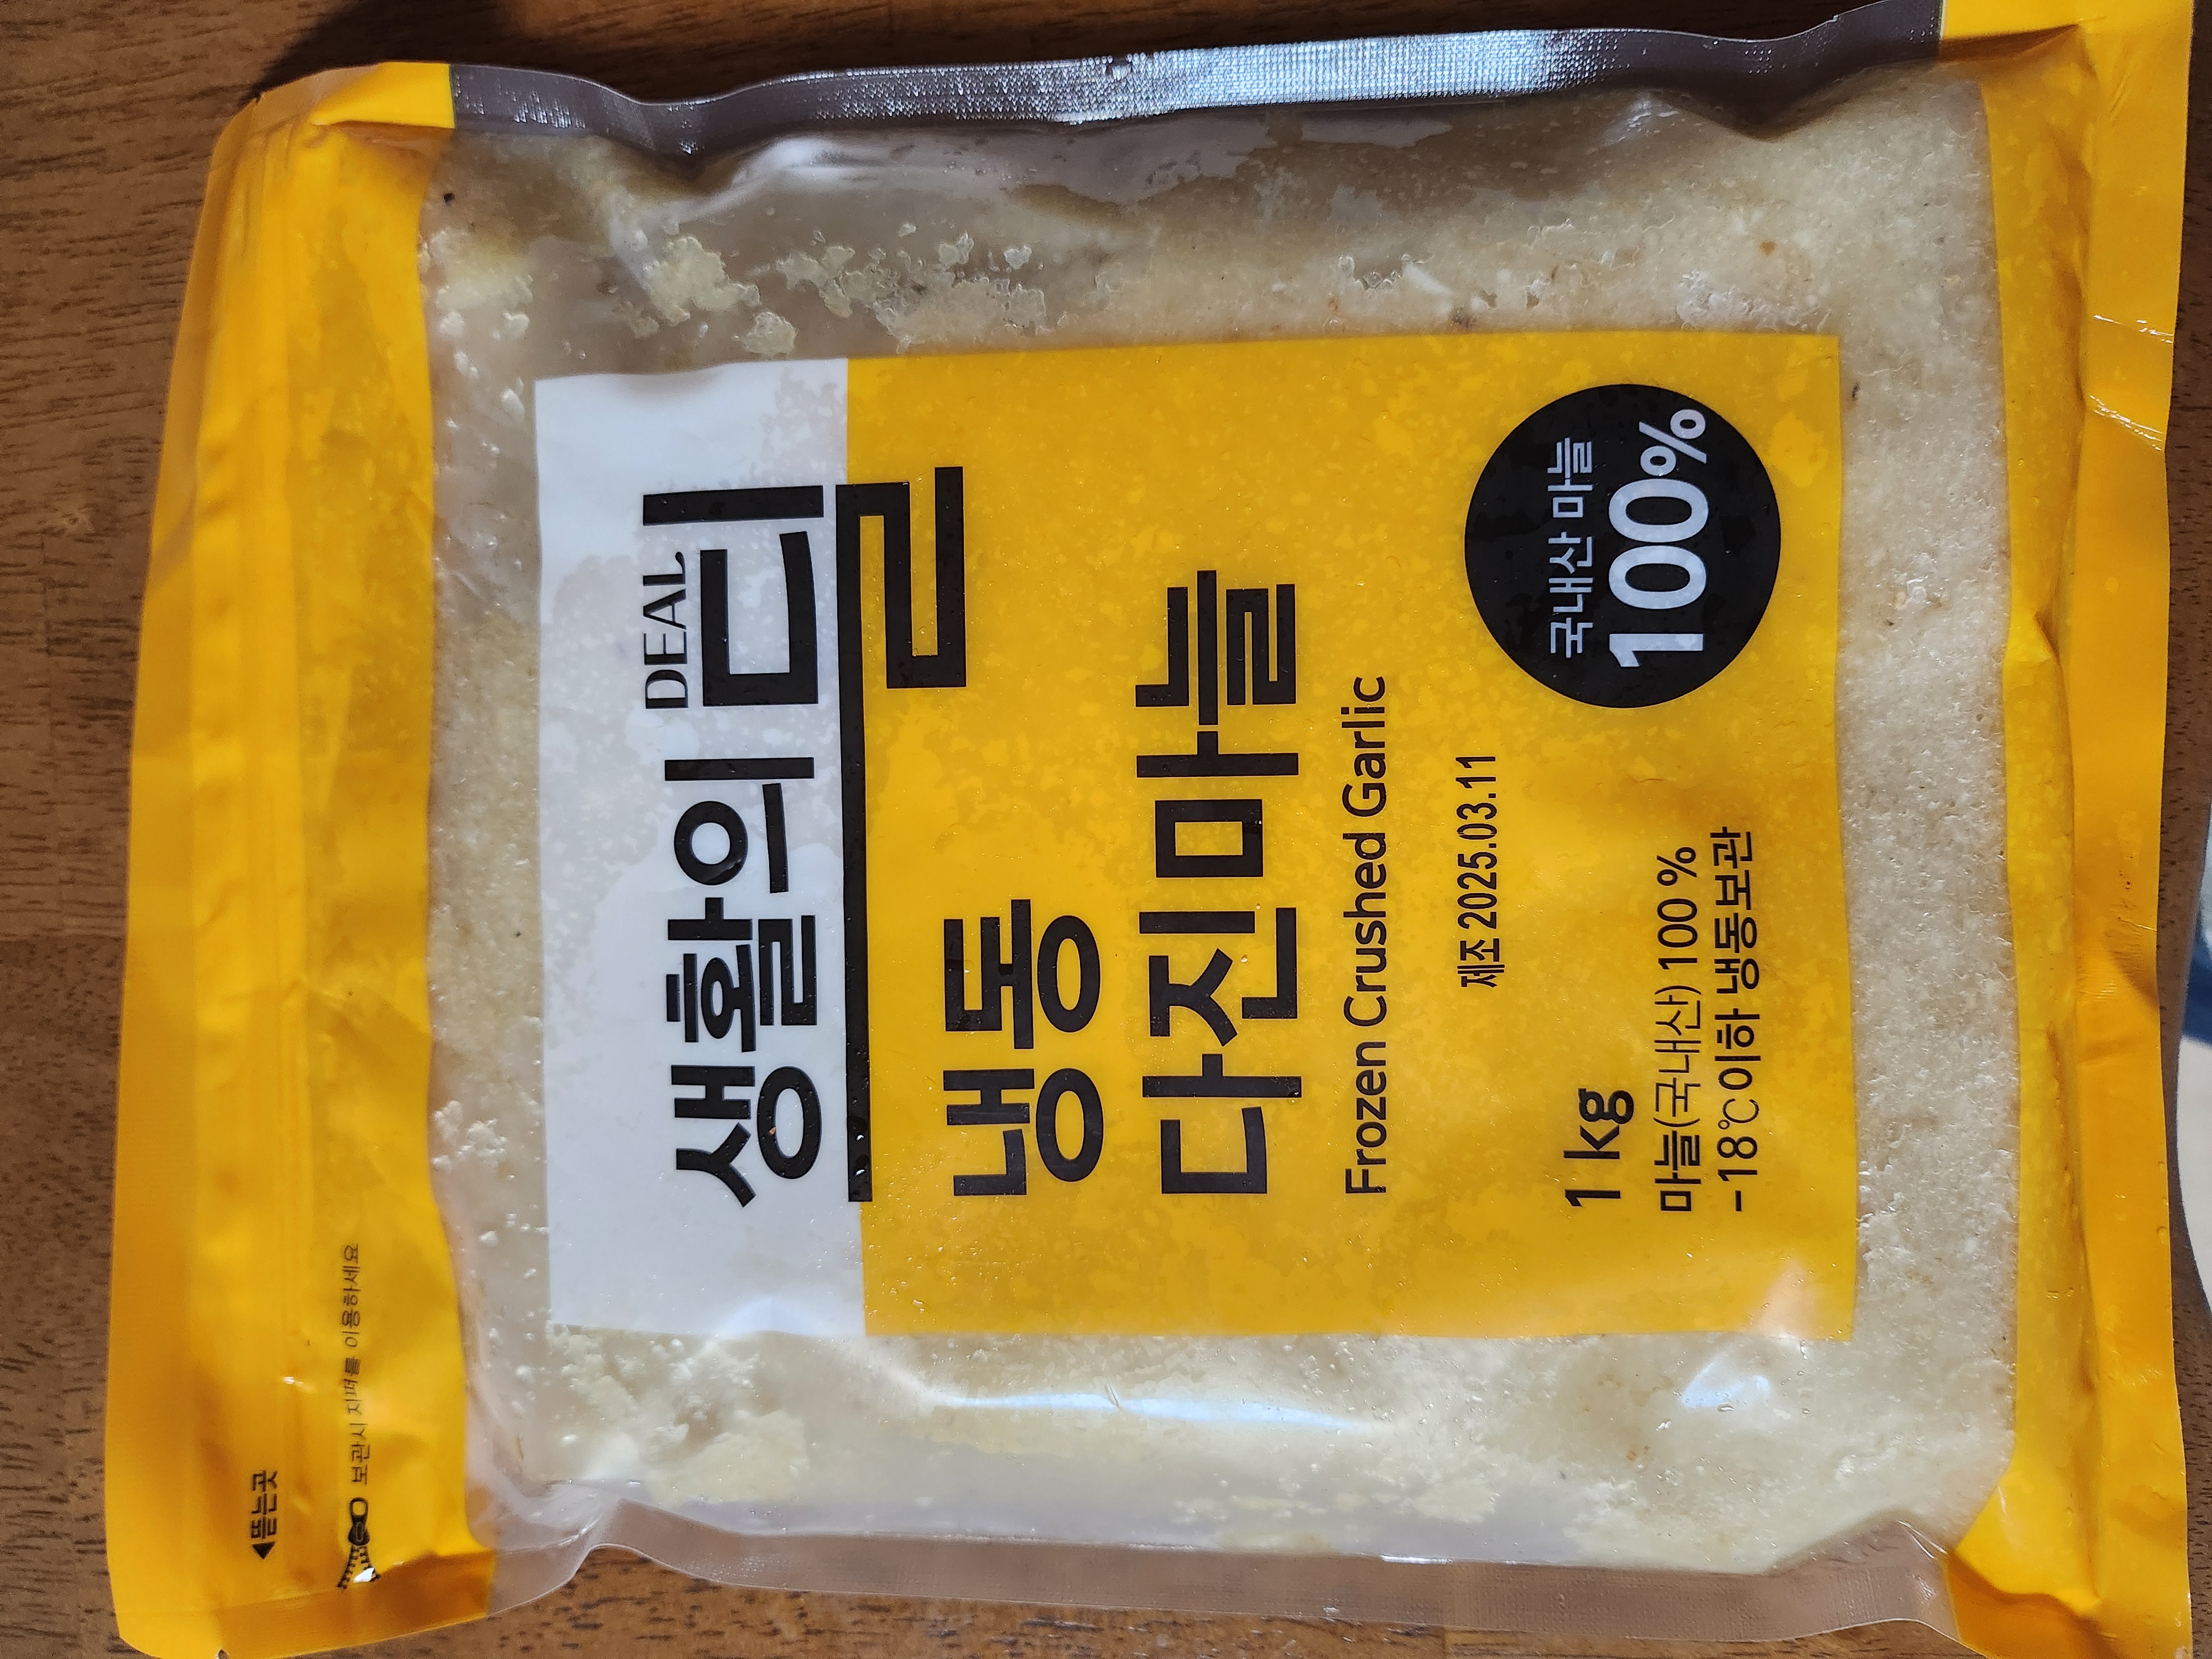 ◀뜯는곳
보관시 지퍼를 이용하세요
DEAL
생활의 딜
냉동
다진마늘
Frozen Crushed Garlic
제조 2025.03.11
국내산 마늘
100%
1 kg
마늘(국내산) 100 %
-18℃이하 냉동보관